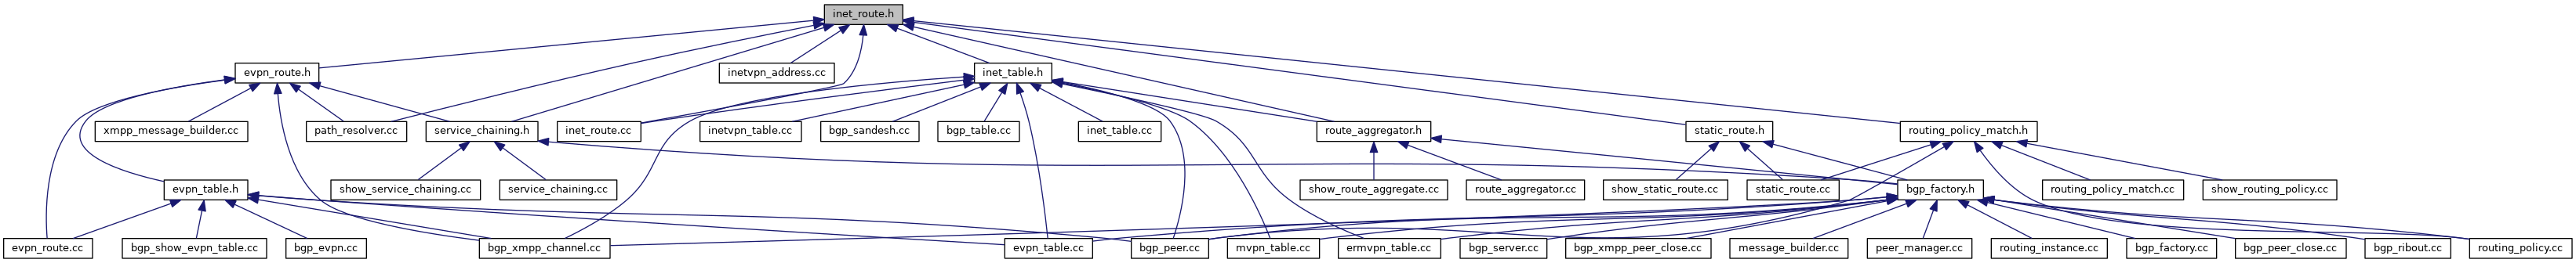 inet_route.h
evpn_route.h
inetvpn_address.cc
inet_table.h
xmpp_message_builder.cc
path_resolver.cc
service_chaining.h
inet_route.cc
inetvpn_table.cc
bgp_sandesh.cc
bgp_table.cc
inet_table.cc
route_aggregator.h
static_route.h
routing_policy_match.h
evpn_table.h
show_service_chaining.cc
service_chaining.cc
show_route_aggregate.cc
route_aggregator.cc
show_static_route.cc
static_route.cc
bgp_factory.h
routing_policy_match.cc
show_routing_policy.cc
evpn_route.cc
bgp_show_evpn_table.cc
bgp_evpn.cc
bgp_xmpp_channel.cc
evpn_table.cc
bgp_peer.cc
mvpn_table.cc
ermvpn_table.cc
bgp_server.cc
bgp_xmpp_peer_close.cc
message_builder.cc
peer_manager.cc
routing_instance.cc
bgp_factory.cc
bgp_peer_close.cc
bgp_ribout.cc
routing_policy.cc